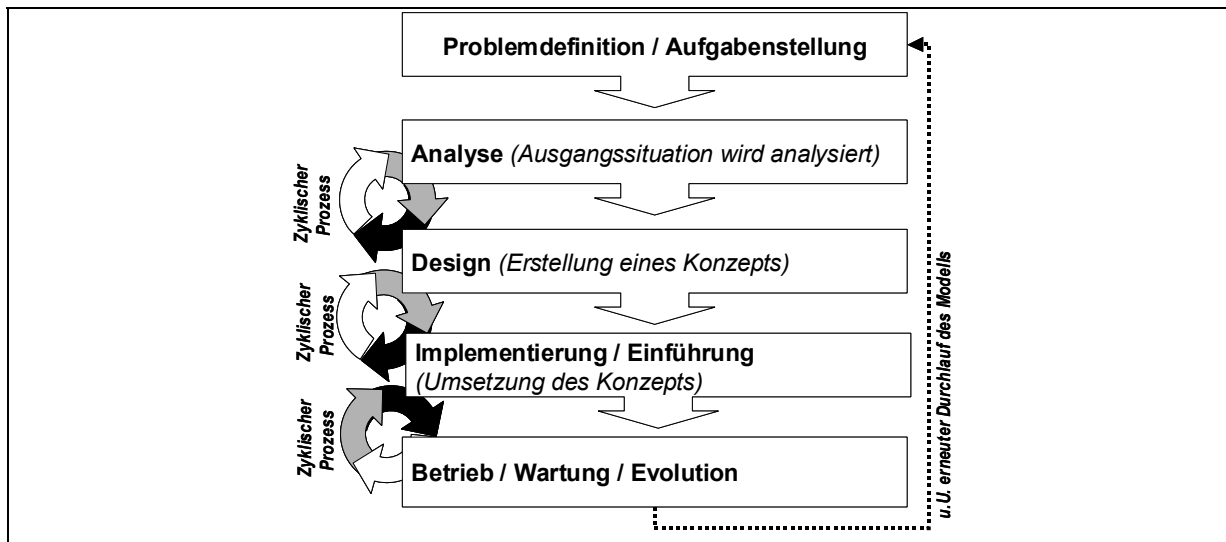 Problemdefinition / Aufgabenstellung
Analyse (Ausgangssituation wird analysiert)
Zyklischer
Prozess
Design (Erstellung eines Konzepts)
Zyklischer
Prozess
Implementierung / Einführung
(Umsetzung des Konzepts)
Zyklischer
Prozess
Betrieb / Wartung / Evolution
u.U. erneuter Durchlauf des Modells